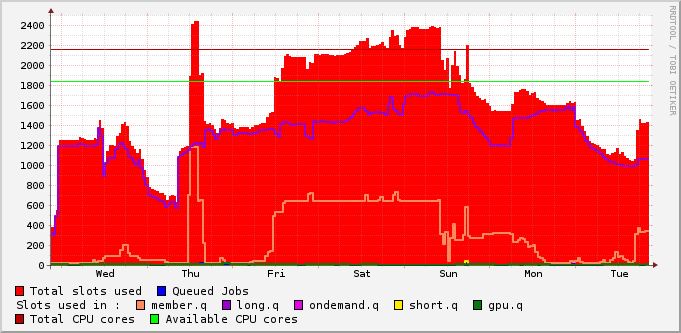 RRDTOOL / TOBI OETIKER
2400
2200
2000
1800
1600
1400
1200
1000
800
600
400
200
0
Wed Thu Fri Sat Sun Mon Tue
Total slots used Queued Jobs
Slots used in : member.q long.q ondemand.q short.q gpu.q
Total CPU cores Available CPU cores